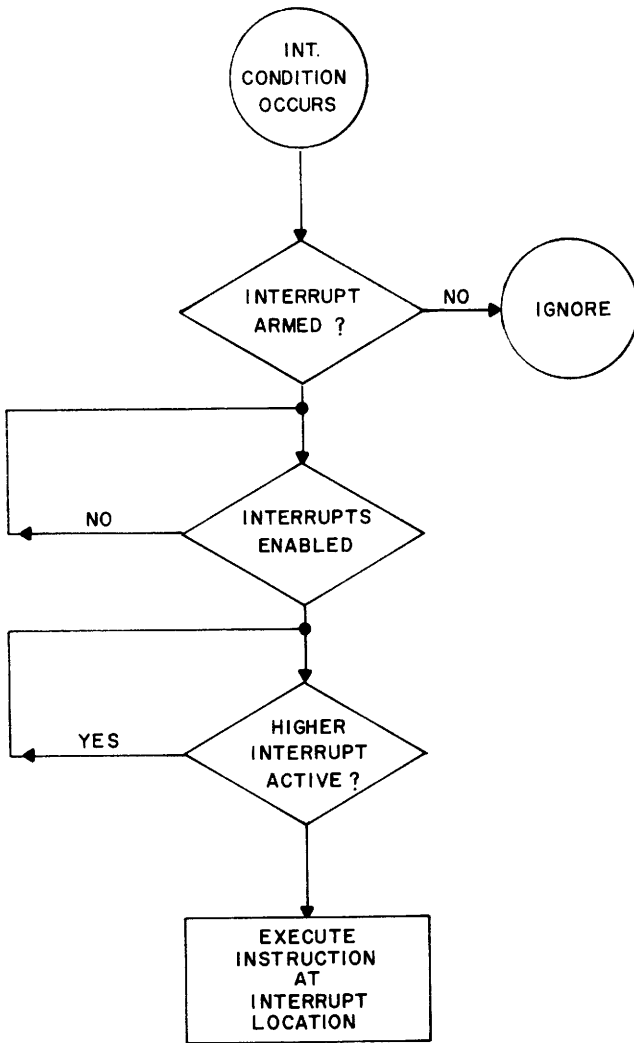 INT.
CONDITION
OCCURS
INTERRUPT
ARMED ?
NO
IGNORE
NO
INTERRUPTS
ENABLED
YES
HIGHER
INTERRUPT
ACTIVE ?
EXECUTE
INSTRUCTION
AT
INTERRUPT
LOCATION